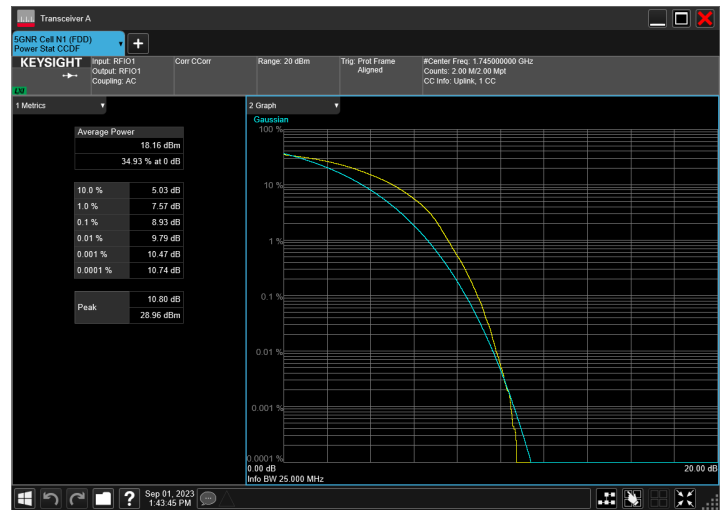 Transceiver A
5GNR Cell N1 (FDD)
Power Stat CCDF
KEYSIGHT
LXI
Input: RFIO1
Output: RFIO1
Coupling: AC
Corr CCorr
Range: 20 dBm
Trig: Prot Frame
Aligned
#Center Freq: 1.745000000 GHz
Counts: 2.00 M/2.00 Mpt
CC Info: Uplink, 1 CC
1 Metrics
Average Power
18.16 dBm
34.93 % at 0 dB
10.0 % 5.03 dB
1.0 % 7.57 dB
0.1 % 8.93 dB
0.01 % 9.79 dB
0.001 % 10.47 dB
0.0001 % 10.74 dB
Peak
10.80 dB
28.96 dBm
2 Graph
Gaussian
100 %
10 %
1 %
0.1 %
0.01 %
0.001 %
0.0001 %
0.00 dB 20.00 dB
Info BW 25.000 MHz
Sep 01, 2023
1:43:45 PM